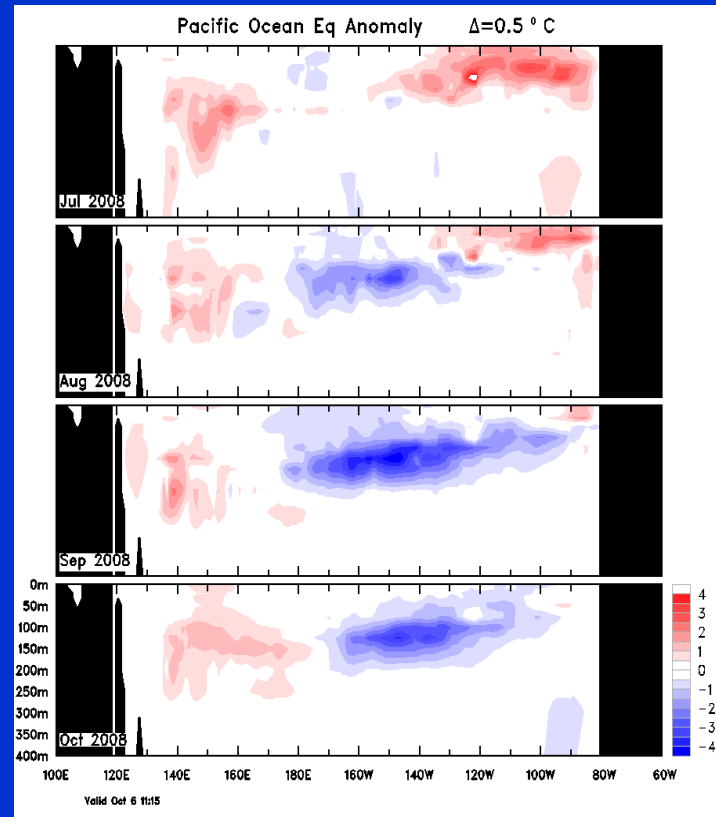 Pacific Ocean Eq Anomaly Δ=0.5 ° C
Jul 2008
Aug 2008
Sep 2008
0m
50m
100m
150m
200m
250m
300m
350m
400m
Oct 2008
4
3
2
1
0
-1
-2
-3
-4
100E 120E 140E 160E 160W 140W 120W 100W 60W
Valid Oct 6 11:15